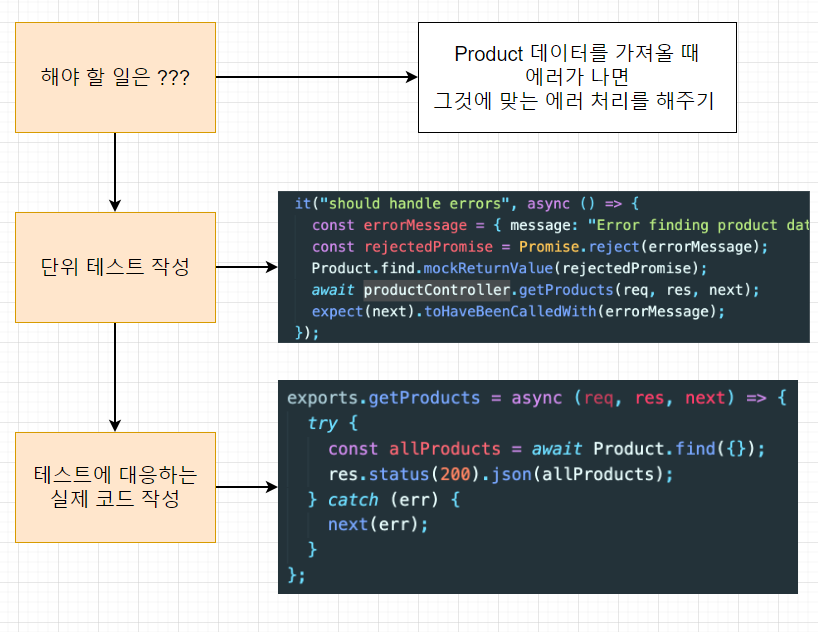 해야 할 일은 ???
Product 데이터를 가져올 때
에러가 나면
그것에 맞는 에러 처리를 해주기
단위 테스트 작성
it("should handle errors", async () => {
const errorMessage = { message: "Error finding product dat
const rejectedPromise = Promise.reject(errorMessage);
Product.find.mockReturnValue(rejectedPromise);
await productController.getProducts(req, res, next);
expect(next).toHaveBeenCalledWith(errorMessage);
});
테스트에 대응하는
실제 코드 작성
exports.getProducts = async (req, res, next) => {
try {
const allProducts = await Product.find({});
res.status(200).json(allProducts);
} catch (err) {
next(err);
}
};